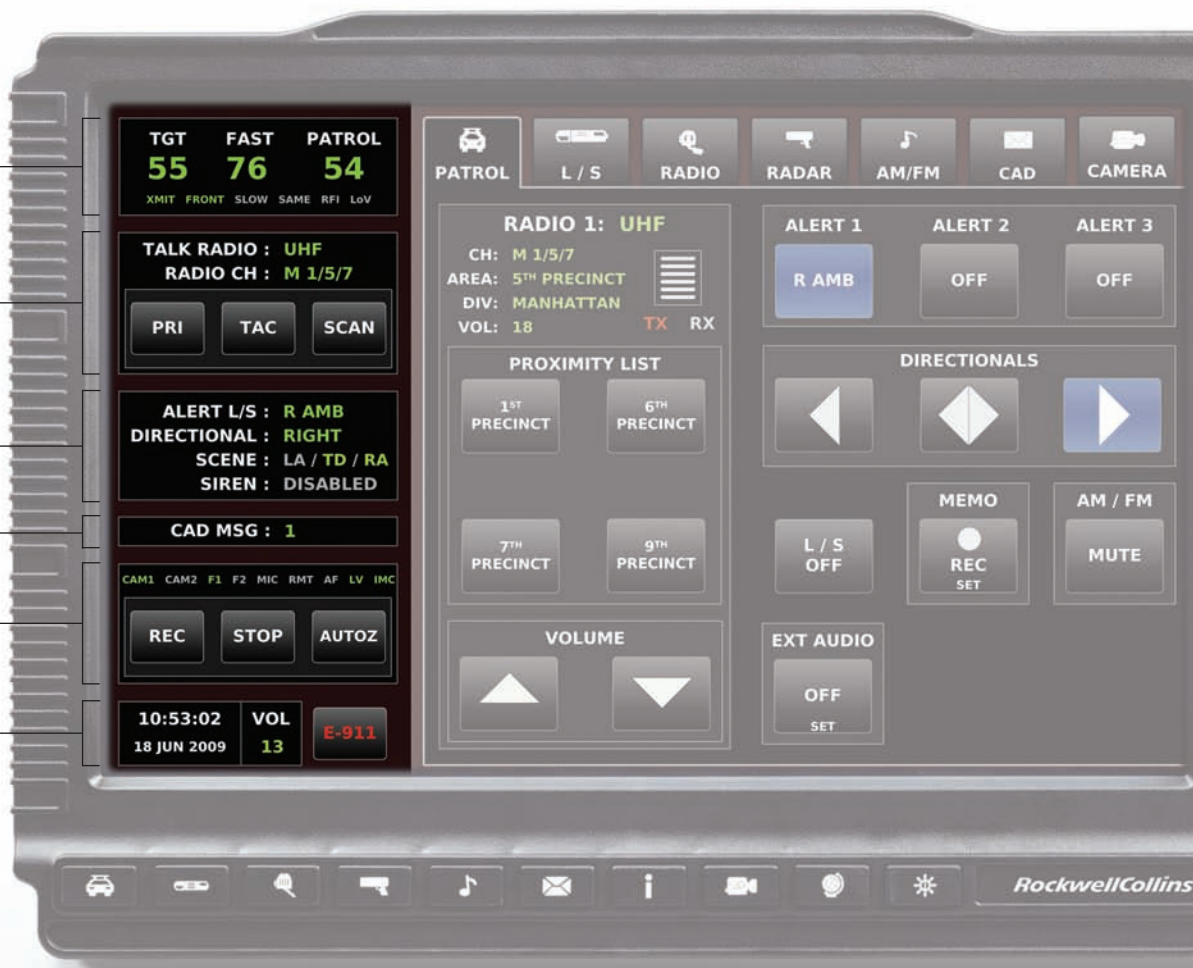 TGT FAST PATROL
55 76 54
XMIT FRONT SLOW SAME RFI LoV
TALK RADIO : UHF
RADIO CH : M 1/5/7
PRI TAC SCAN
ALERT L/S : R AMB
DIRECTIONAL : RIGHT
SCENE : LA / TD / RA
SIREN : DISABLED
CAD MSG : 1
CAM1 CAM2 F1 F2 MIC RMT AF LV IMC
REC STOP AUTOZ
10:53:02
18 JUN 2009
VOL
13
E-911
PATROL L / S RADIO RADAR AM/FM CAD CAMERA
RADIO 1: UHF
CH: M 1/5/7
AREA: 5TH PRECINCT
DIV: MANHATTAN
VOL: 18
TX RX
PROXIMITY LIST
1ST
PRECINCT
6TH
PRECINCT
7TH
PRECINCT
9TH
PRECINCT
VOLUME
ALERT 1 ALERT 2 ALERT 3
R AMB OFF OFF
DIRECTIONALS
L / S
OFF
MEMO
REC
SET
AM / FM
MUTE
EXT AUDIO
OFF
SET
RockwellCollins